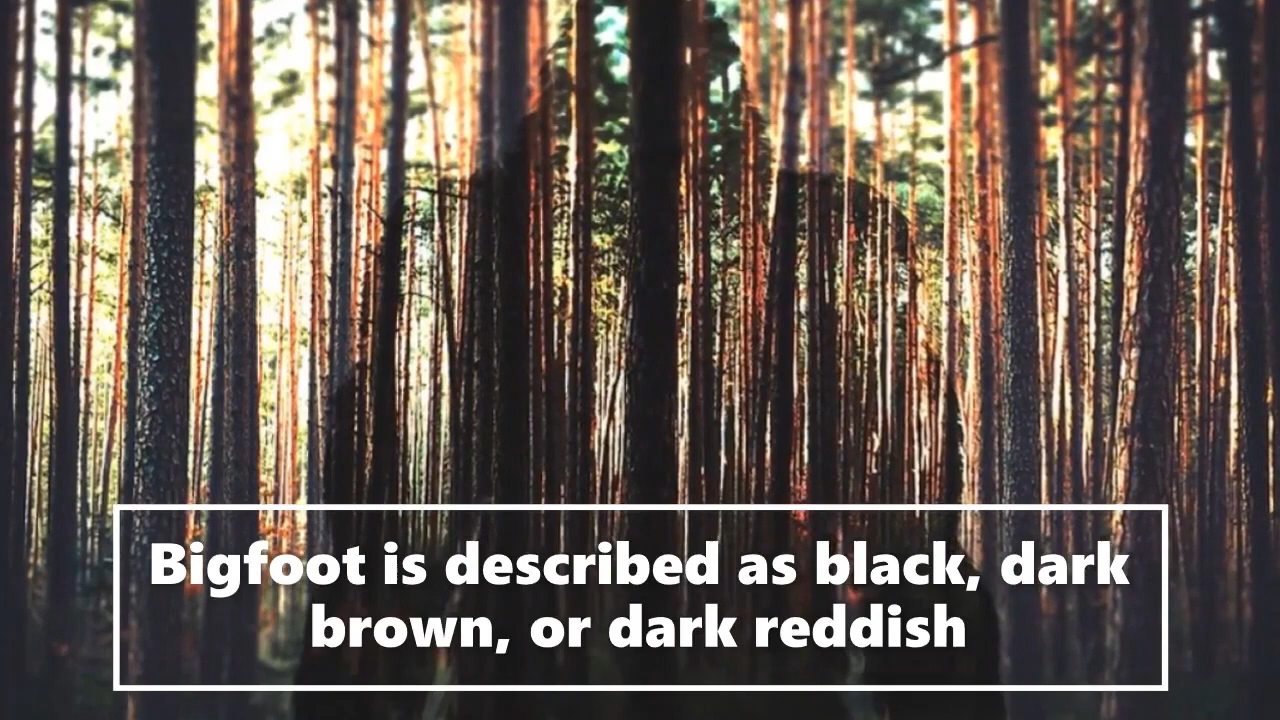 Bigfoot is described as black, dark
brown, or dark reddish